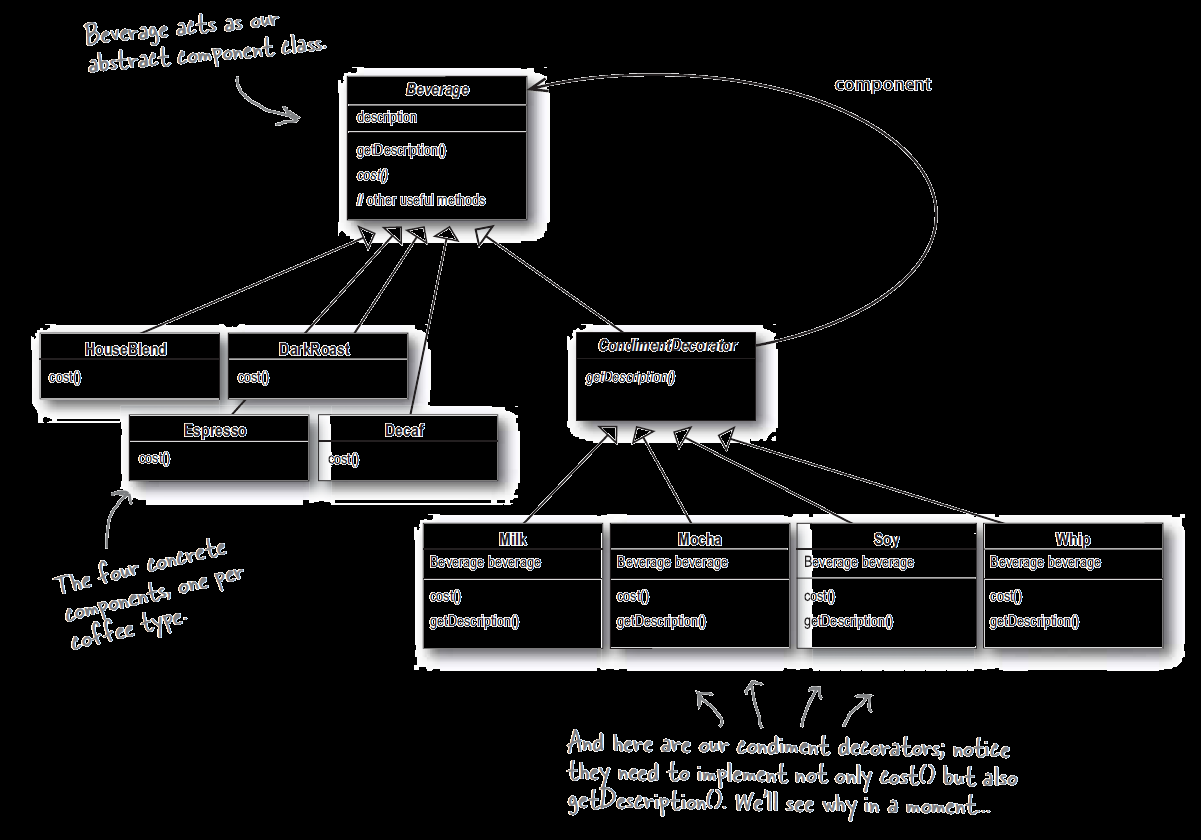 Beverage acts as our
abstract component class.
component
Beverage
description
getDescription()
cost()
// other useful methods
HouseBlend
cost()
DarkRoast
cost()
CondimentDecorator
getDescription()
Espresso
cost()
Decaf
cost()
The four concrete
components, one per
coffee type.
Milk
Beverage beverage
cost()
getDescription()
Mocha
Beverage beverage
cost()
getDescription()
Soy
Beverage beverage
cost()
getDescription()
Whip
Beverage beverage
cost()
getDescription()
And here are our condiment decorators; notice
they need to implement not only cost() but also
getDescription(). We'll see why in a moment...